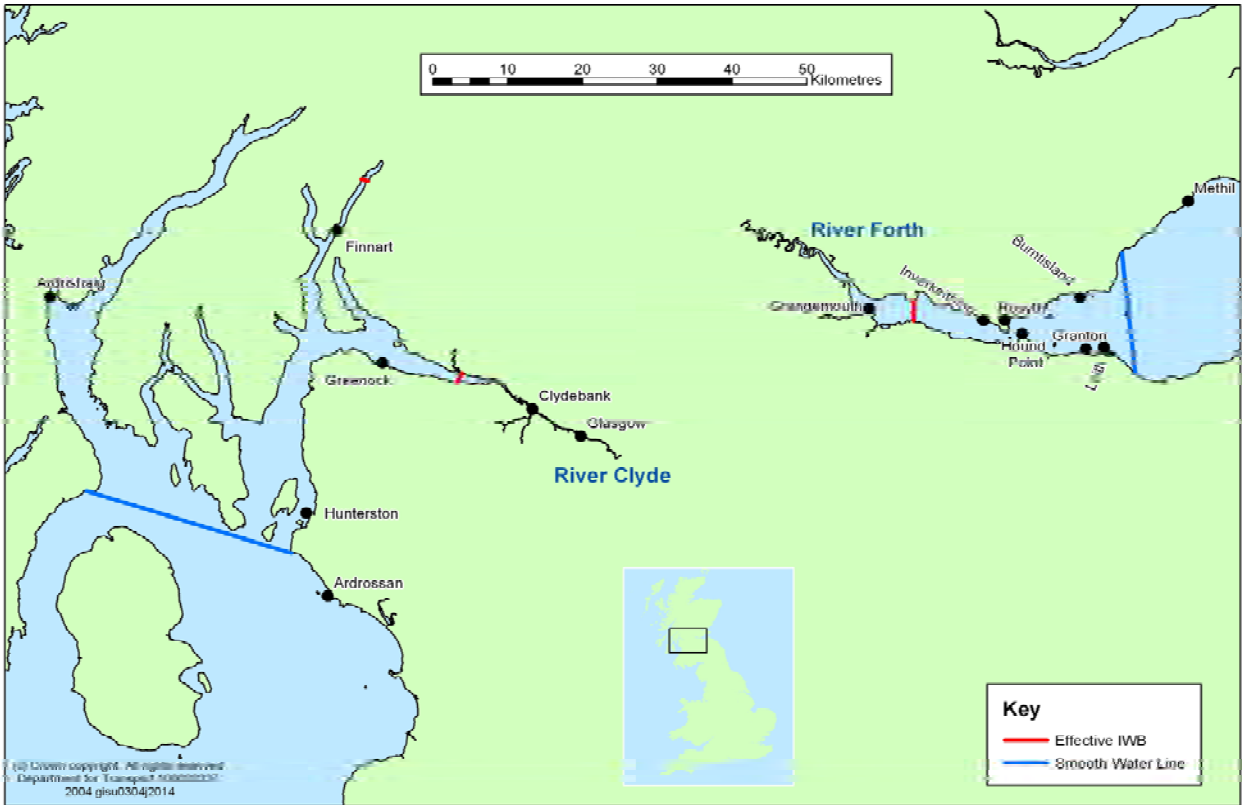 0 10 20 30 40 50
Kilometres
Methil
River Forth
Finnart
Burntisland
Inverkeithing
Ardrishaig
Rosyth
Grangemouth
Hound
Point
Granton
Leith
Greenock
Clydebank
Glasgow
River Clyde
Hunterston
Ardrossan
Key
Effective IWB
Smooth Water Line
(c) Crown copyright. All rights reserved
Department for Transport
2004 gisu0304j2014